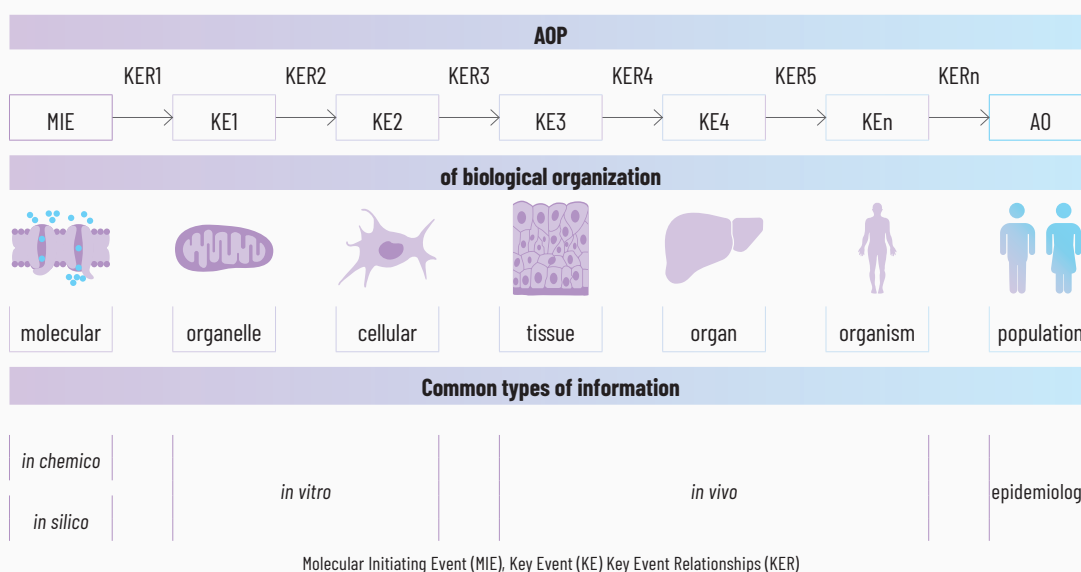 AOP
KER1 KER2 KER3 KER4 KER5 KERn
MIE KE1 KE2 KE3 KE4 KEn AO
of biological organization
molecular organelle cellular tissue organ organism population
Common types of information
in chemico
in vitro in vivo epidemiolog
in silico
Molecular Initiating Event (MIE), Key Event (KE) Key Event Relationships (KER)